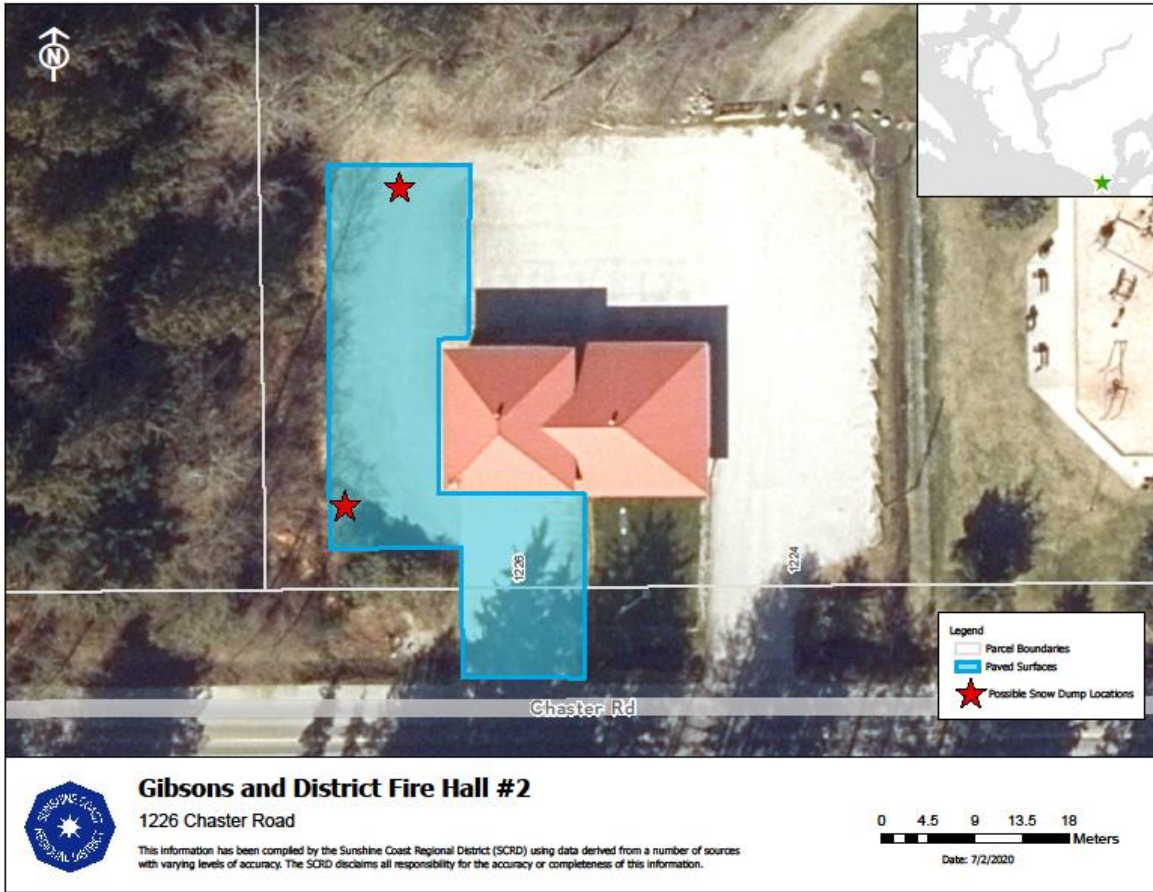 N
1226
1224
Chaster Rd
Legend
Parcel Boundaries
Paved Surfaces
Possible Snow Dump Locations
SUNSHINE COAST
REGIONAL DISTRICT
Gibsons and District Fire Hall #2
1226 Chaster Road
This information has been compiled by the Sunshine Coast Regional District (SCRD) using data derived from a number of sources
with varying levels of accuracy. The SCRD disclaims all responsibility for the accuracy or completeness of this information.
0 4.5 9 13.5 18
Meters
Date: 7/2/2020